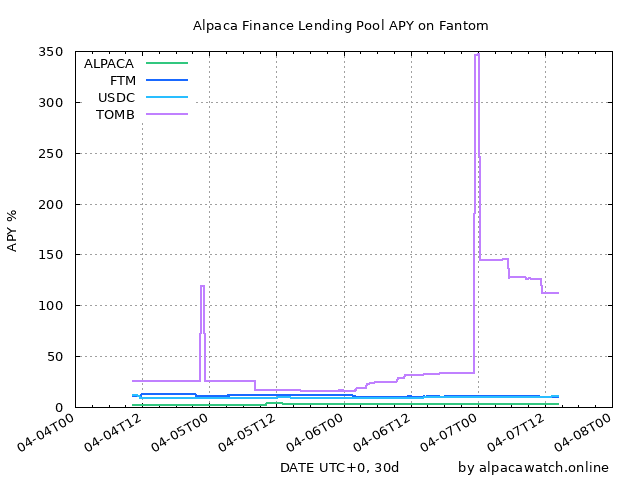 Alpaca Finance Lending Pool APY on Fantom
350
300
250
200
150
100
50
0
APY %
ALPACA
FTM
USDC
TOMB
04-04T00
04-04T12
04-05T00
04-05T12
04-06T00
04-06T12
04-07T00
04-07T12
04-08T00
DATE UTC+0, 30d
by alpacawatch.online